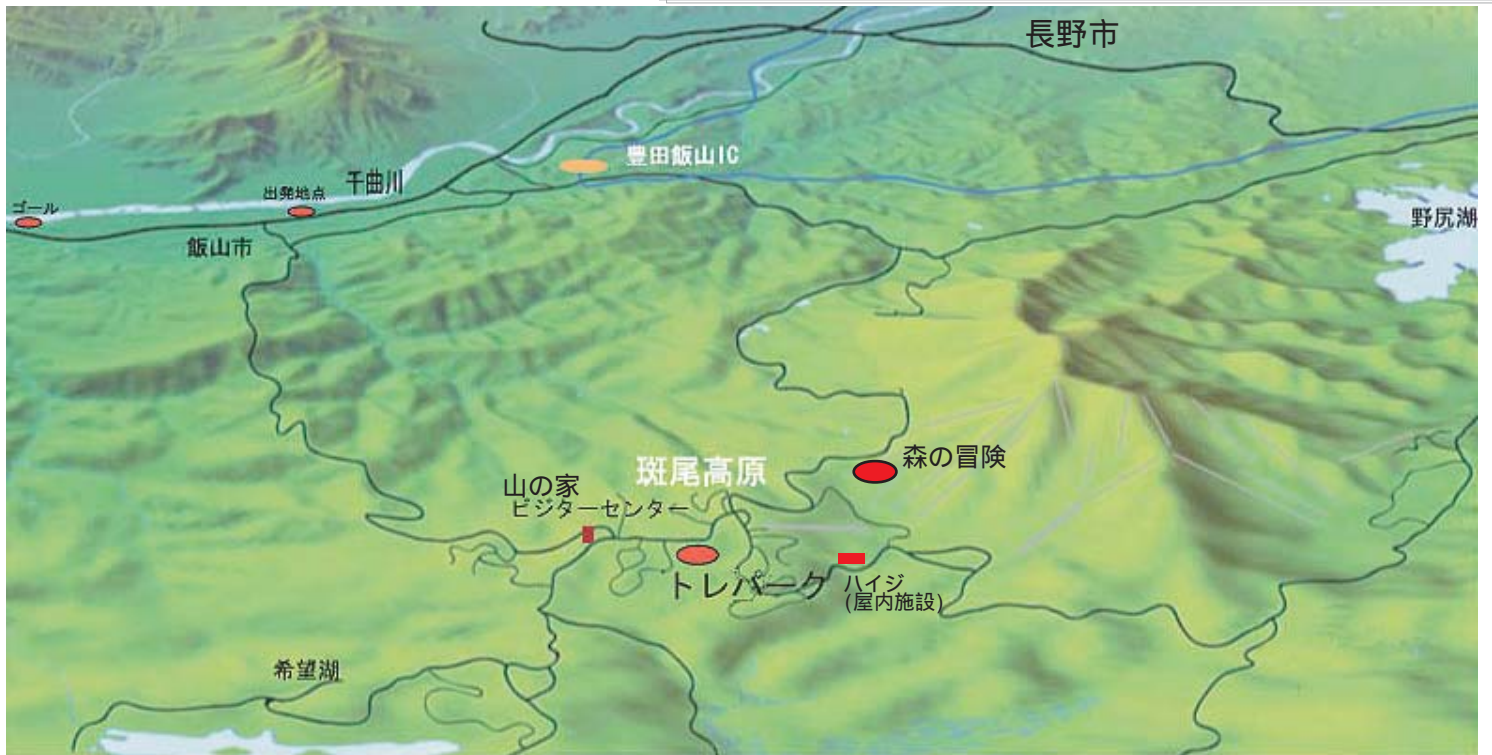 長野市
豊田飯山IC
千曲川
出発地点
ゴール
飯山市
野尻湖
森の冒険
斑尾高原
山の家
ビジターセンター
トレパーク
ハイジ
(屋内施設)
希望湖